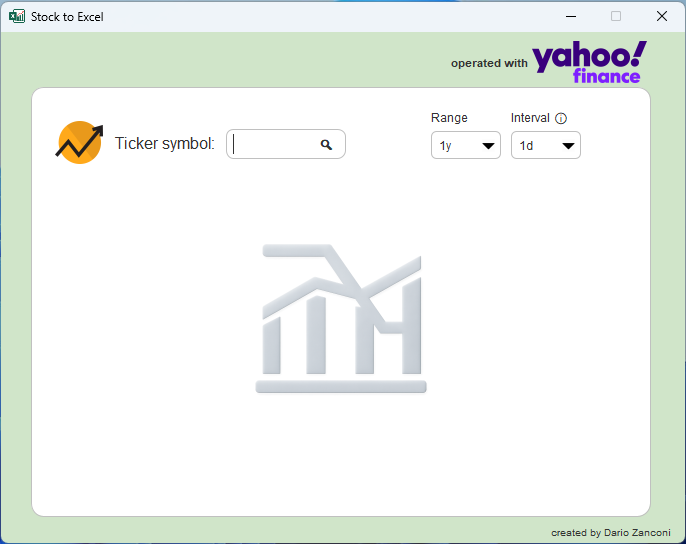 Stock to Excel
operated with yahoo!
finance
Range Interval
Ticker symbol:
1y 1d
created by Dario Zanconi